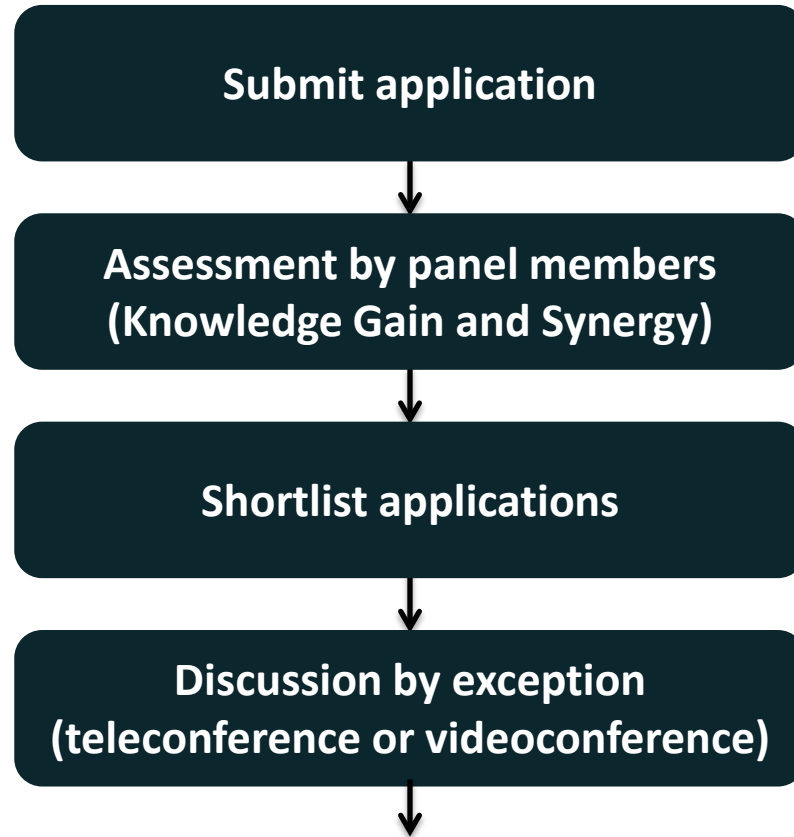 Submit application
Assessment by panel members
(Knowledge Gain and Synergy)
Shortlist applications
Discussion by exception
(teleconference or videoconference)